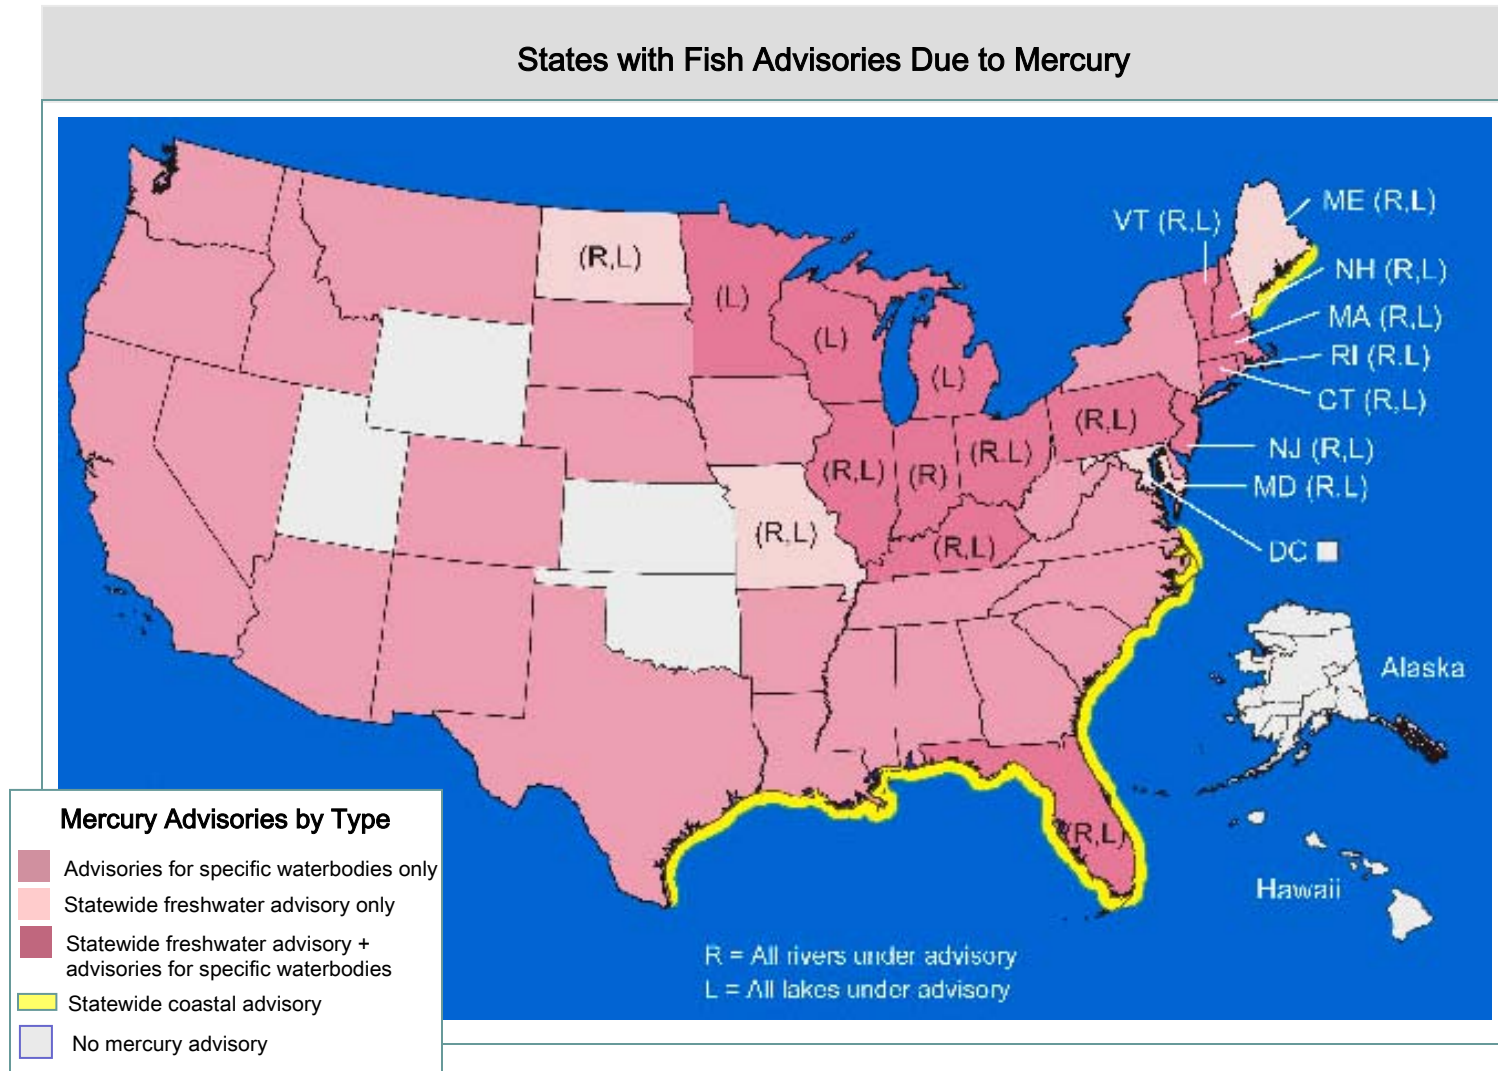 States with Fish Advisories Due to Mercury
ME (R,L)
VT (R,L)
(R,L)
NH (R,L)
(L)
MA (R,L)
(L)
RI (R.L)
(L)
CT (R,L)
(R,L)
NJ (R,L)
(R.L)
(R,L)
(R)
MD (R.L)
(R,L)
(R,L)
DC
Alaska
(R,L)
Hawaii
R = All rivers under advisory
L = All lakes under advisory
Mercury Advisories by Type
Advisories for specific waterbodies only
Statewide freshwater advisory only
Statewide freshwater advisory +
advisories for specific waterbodies
Statewide coastal advisory
No mercury advisory